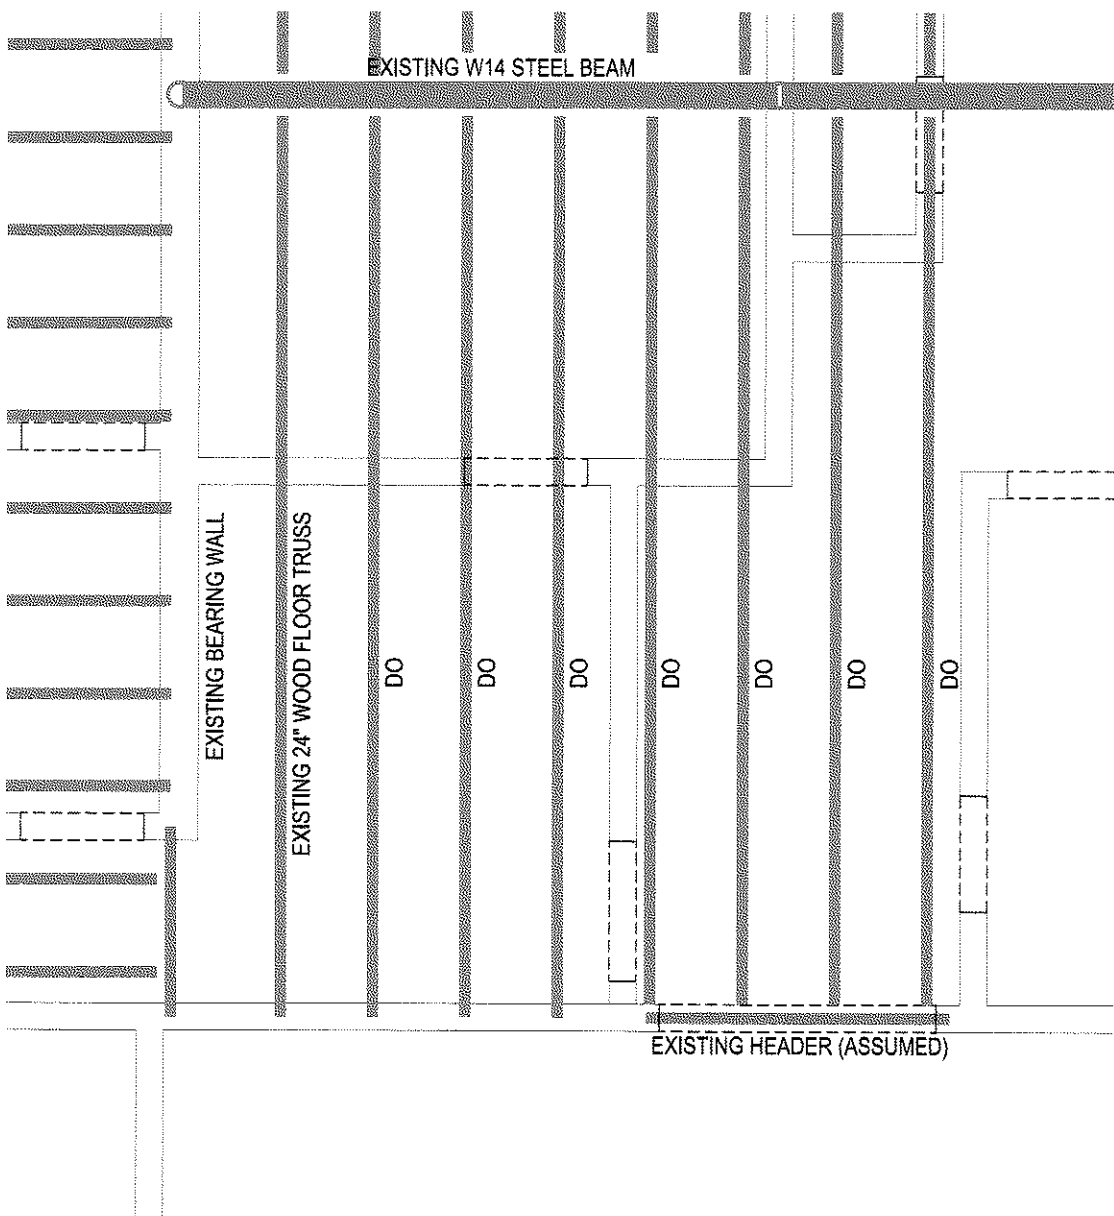 EXISTING W14 STEEL BEAM
EXISTING BEARING WALL
EXISTING 24" WOOD FLOOR TRUSS
DO
DO
DO
DO
DO
DO
DO
EXISTING HEADER (ASSUMED)